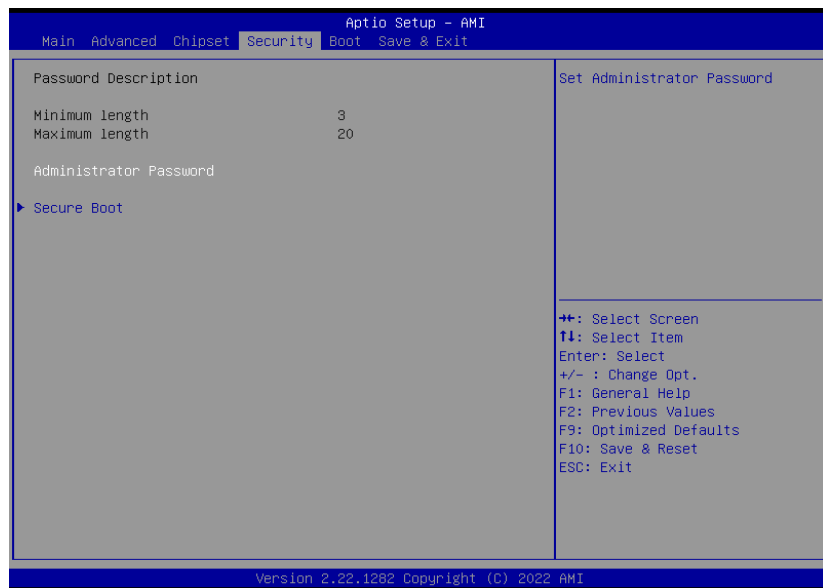 Aptio Setup – AMI
Main Advanced Chipset Security Boot Save & Exit
Password Description
Minimum length 3
Maximum length 20
Administrator Password
Secure Boot
Set Administrator Password
→←: Select Screen
↑↓: Select Item
Enter: Select
+/- : Change Opt.
F1: General Help
F2: Previous Values
F9: Optimized Defaults
F10: Save & Reset
ESC: Exit
Version 2.22.1282 Copyright (C) 2022 AMI